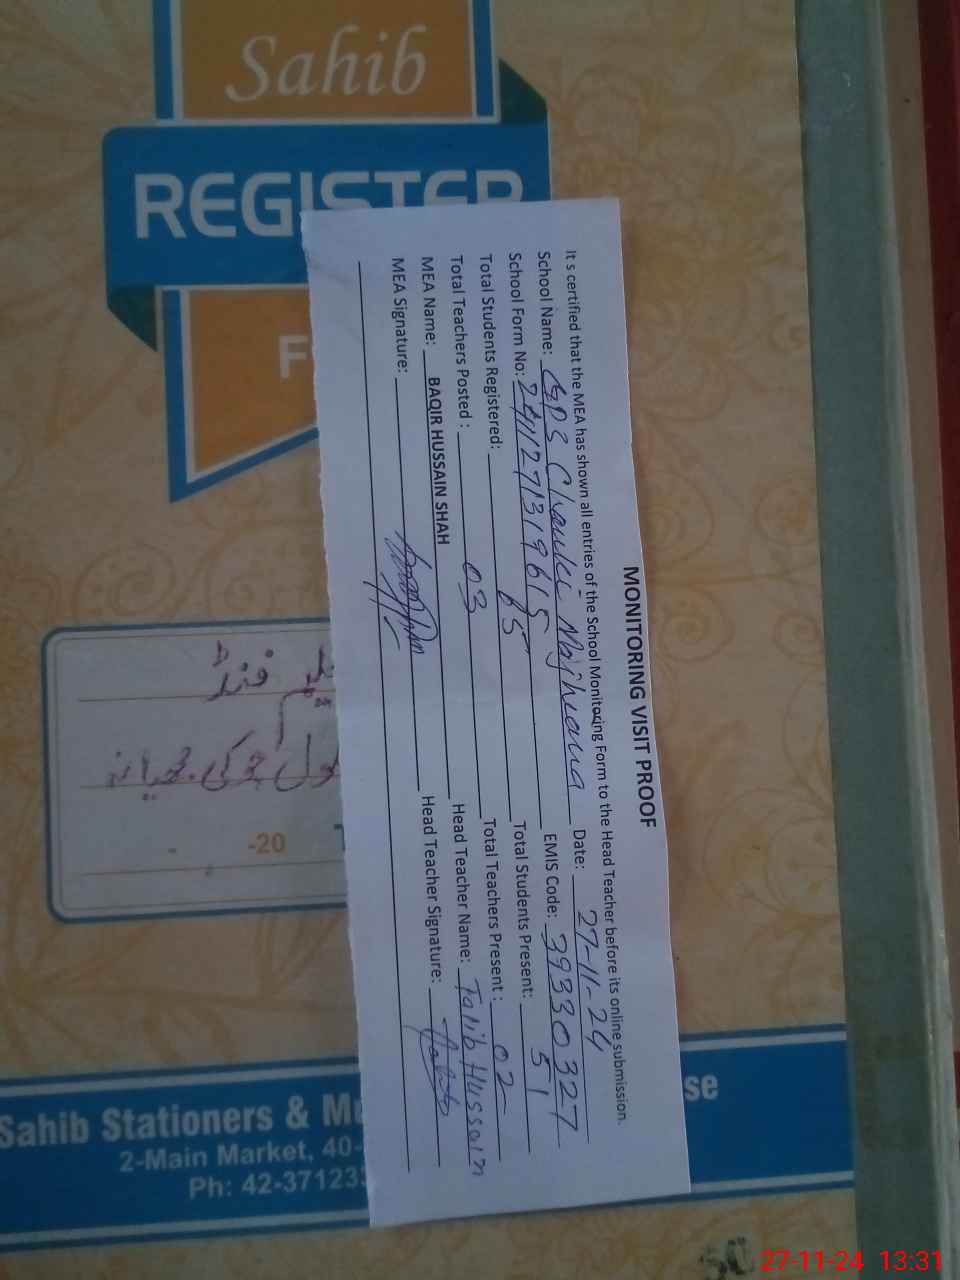 Sahib
REGISTER
F
MONITORING VISIT PROOF
It s certified that the MEA has shown all entries of the School Monitoring Form to the Head Teacher before its online submission.
School Name: GPS Chauki Majhiana Date: 27-11-24
School Form No: EMIS Code: 39330327
Total Students Registered: 65 Total Students Present: 51
Total Teachers Posted : 03 Total Teachers Present : 02
MEA Name: BAQIR HUSSAIN SHAH Head Teacher Name: Talib Hussain
MEA Signature: Head Teacher Signature:
فنڈ
چوکی
-20
Sahib Stationers & M se
2-Main Market, 40-
Ph: 42-37123
27-11-24 13:31